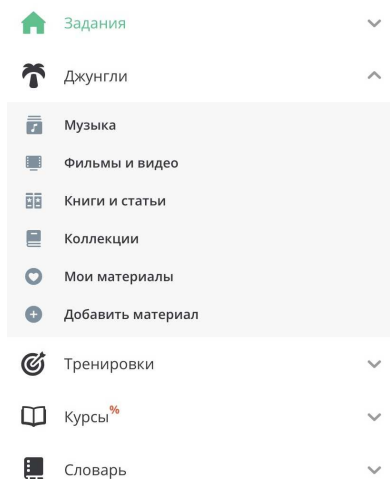 Задания
Джунгли
Музыка
Фильмы и видео
Книги и статьи
Коллекции
Мои материалы
Добавить материал
Тренировки
Курсы%
Словарь